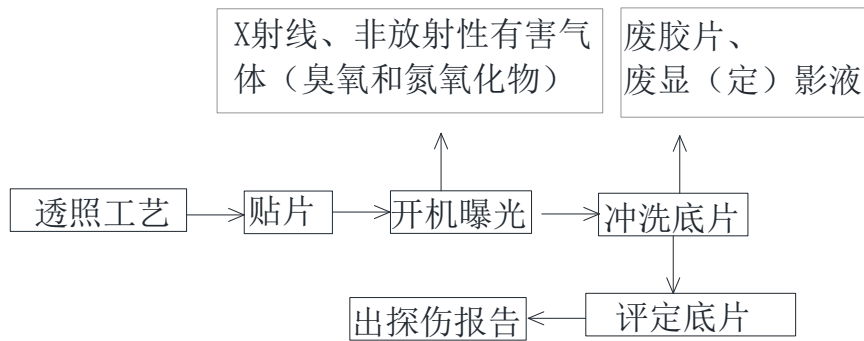 X射线、非放射性有害气
体（臭氧和氮氧化物）
废胶片、
废显（定）影液
透照工艺
贴片
开机曝光
冲洗底片
评定底片
出探伤报告